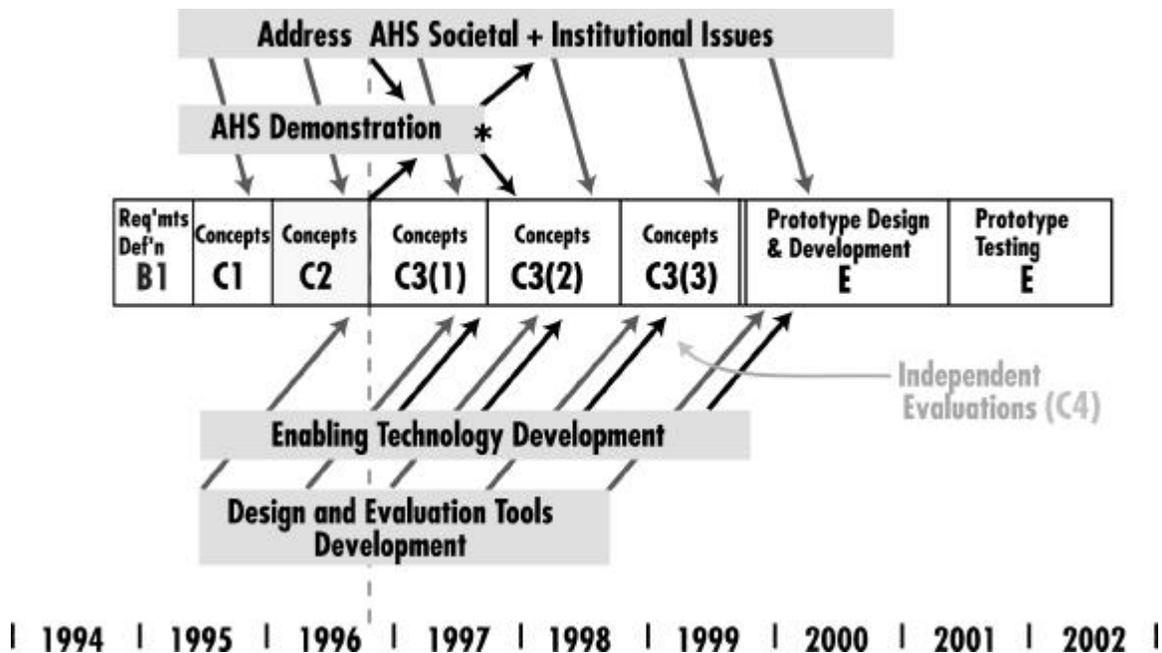 Address AHS Societal + Institutional Issues
AHS Demonstration *
Req'mts
Def'n
B1
Concepts
C1
Concepts
C2
Concepts
C3(1)
Concepts
C3(2)
Concepts
C3(3)
Prototype Design
& Development
E
Prototype
Testing
E
Independent
Evaluations (C4)
Enabling Technology Development
Design and Evaluation Tools
Development
| 1994 | 1995 | 1996 | 1997 | 1998 | 1999 | 2000 | 2001 | 2002 |